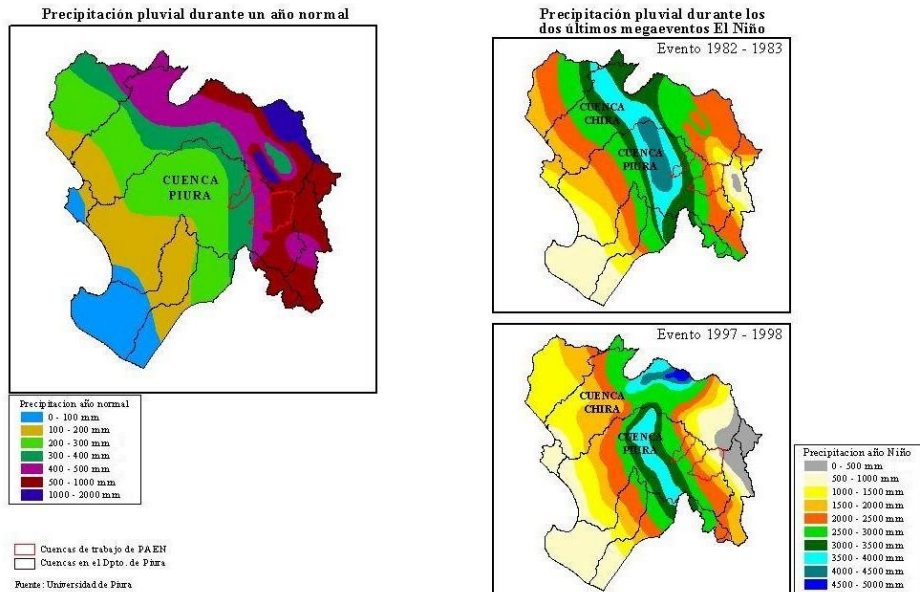 Precipitación pluvial durante un año normal
CUENCA
PIURA
Precipitacion año normal
0 - 100 mm
100 - 200 mm
200 - 300 mm
300 - 400 mm
400 - 500 mm
500 - 1000 mm
1000 - 2000 mm
Cuencas de trabajo de PAEN
Cuencas en el Dpto. de Piura
Fuente: Universidad de Piura
Precipitación pluvial durante los
dos últimos megaeventos El Niño
Evento 1982 - 1983
CUENCA
CHIRA
CUENCA
PIURA
Evento 1997 - 1998
CUENCA
CHIRA
CUENCA
PIURA
Precipitacion año Niño
0 - 500 mm
500 - 1000 mm
1000 - 1500 mm
1500 - 2000 mm
2000 - 2500 mm
2500 - 3000 mm
3000 - 3500 mm
3500 - 4000 mm
4000 - 4500 mm
4500 - 5000 mm